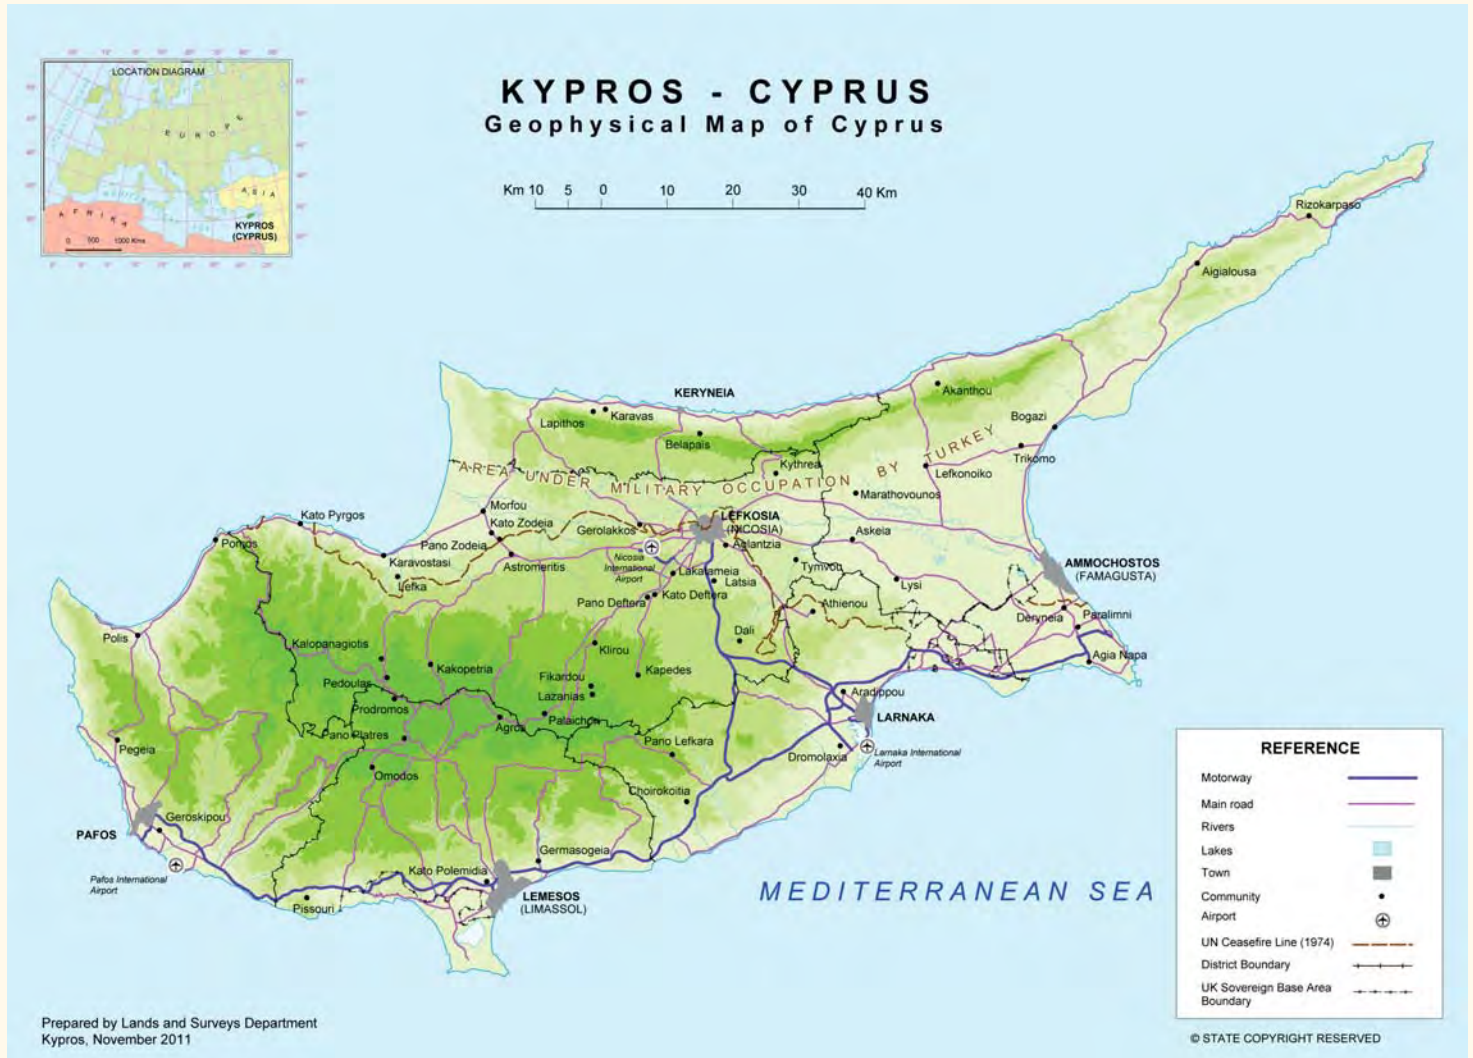 LOCATION DIAGRAM
E U R O P E
A S I A
A F R I K H
KYPROS
(CYPRUS)
0 500 1000 Kms
KYPROS - CYPRUS
Geophysical Map of Cyprus
Km 10 5 0 10 20 30 40 Km
Rizokarpaso
Aigialousa
Akanthou
KERYNEIA
Lapithos
Karavas
Belapais
Bogazi
Trikomo
Kythrea
Lefkonoiko
AREA UNDER MILITARY OCCUPATION BY TURKEY
Marathovounos
Morfou
Kato Zodeia
Kato Pyrgos
Pomos
Pano Zodeia
Gerolakkos
LEFKOSIA
(NICOSIA)
Aglantzia
Askeia
Karavostasi
Astromeritis
Nicosia
International
Airport
Lefka
Lakatameia
Latsia
Tymvou
AMMOCHOSTOS
(FAMAGUSTA)
Lysi
Pano Deftera
Kato Deftera
Athienou
Deryneia
Paralimni
Polis
Dali
Kalopanagiotis
Klirou
Agia Napa
Kakopetria
Kapedes
Pedoulas
Fikardou
Lazanias
Aradippou
Prodromos
Palaichori
LARNAKA
Agros
Pano Platres
Pano Lefkara
Pegeia
Dromolaxia
Larnaka International
Airport
Omodos
Choirokoitia
PAFOS
Geroskipou
Germasogeia
Pafos International
Airport
Kato Polemidia
LEMESOS
(LIMASSOL)
Pissouri
MEDITERRANEAN SEA
REFERENCE
Motorway
Main road
Rivers
Lakes
Town
Community
Airport
UN Ceasefire Line (1974)
District Boundary
UK Sovereign Base Area
Boundary
Prepared by Lands and Surveys Department
Kypros, November 2011
© STATE COPYRIGHT RESERVED